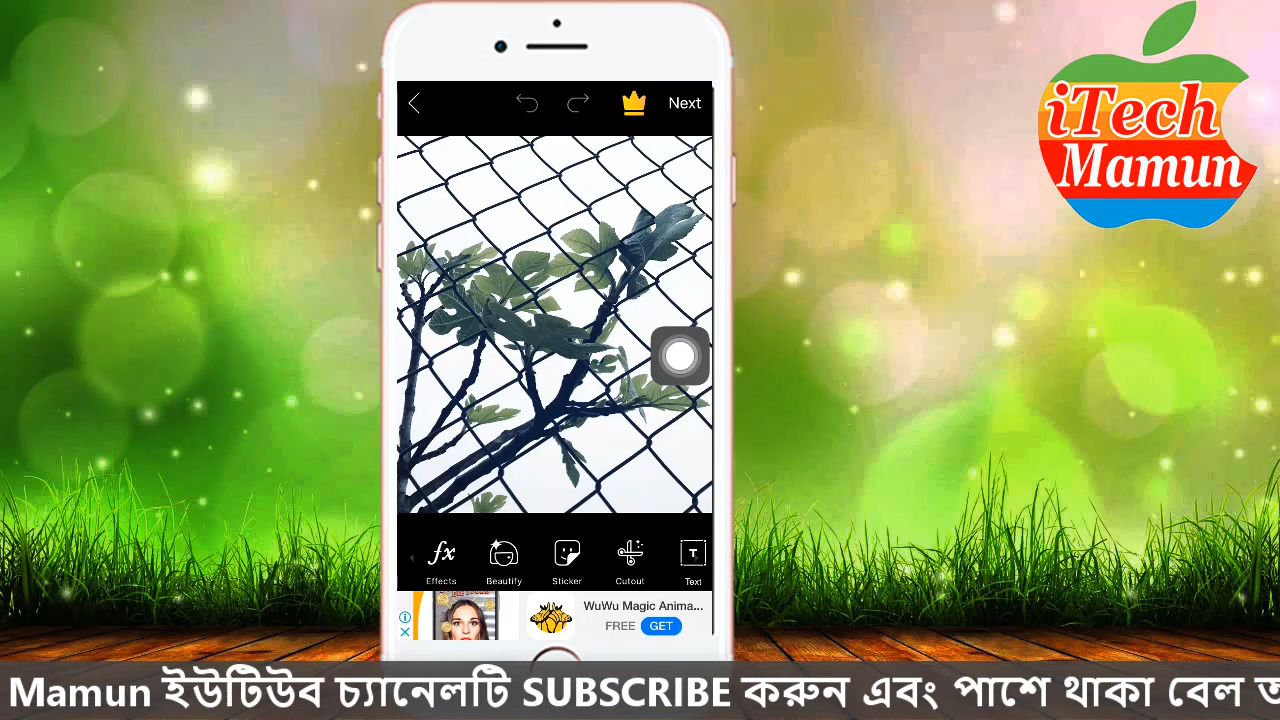 Next
iTech
Mamun
fx
Effects
Beautify
Sticker
Cutout
T
Text
WuWu Magic Anima...
FREE GET
Mamun ইউটিউব চ্যানেলটি SUBSCRIBE করুন এবং পাশে থাকা বেল